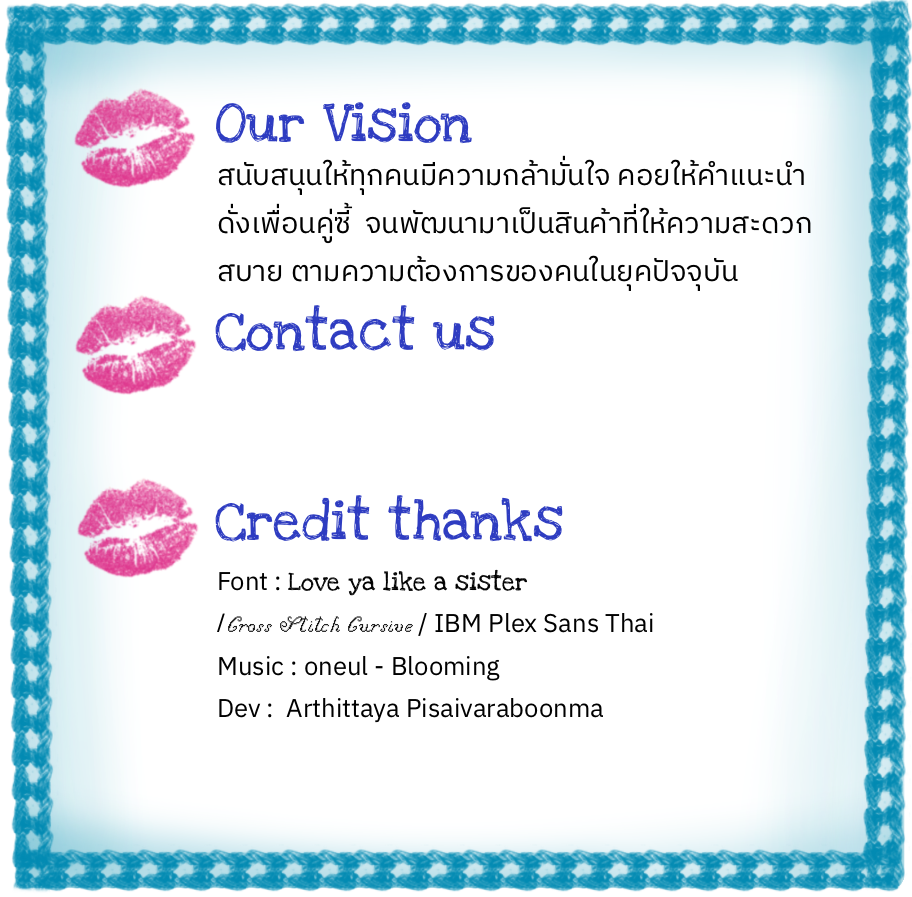 Our Vision
สนับสนุนให้ทุกคนมีความกล้ามั่นใจ คอยให้คำแนะนำ
ดั่งเพื่อนคู่ซี้ จนพัฒนามาเป็นสินค้าที่ให้ความสะดวก
สบาย ตามความต้องการของคนในยุคปัจจุบัน
Contact us
Credit thanks
Font : Love ya like a sister
/Cross Stitch Cursive / IBM Plex Sans Thai
Music : oneul - Blooming
Dev : Arthittaya Pisaivaraboonma